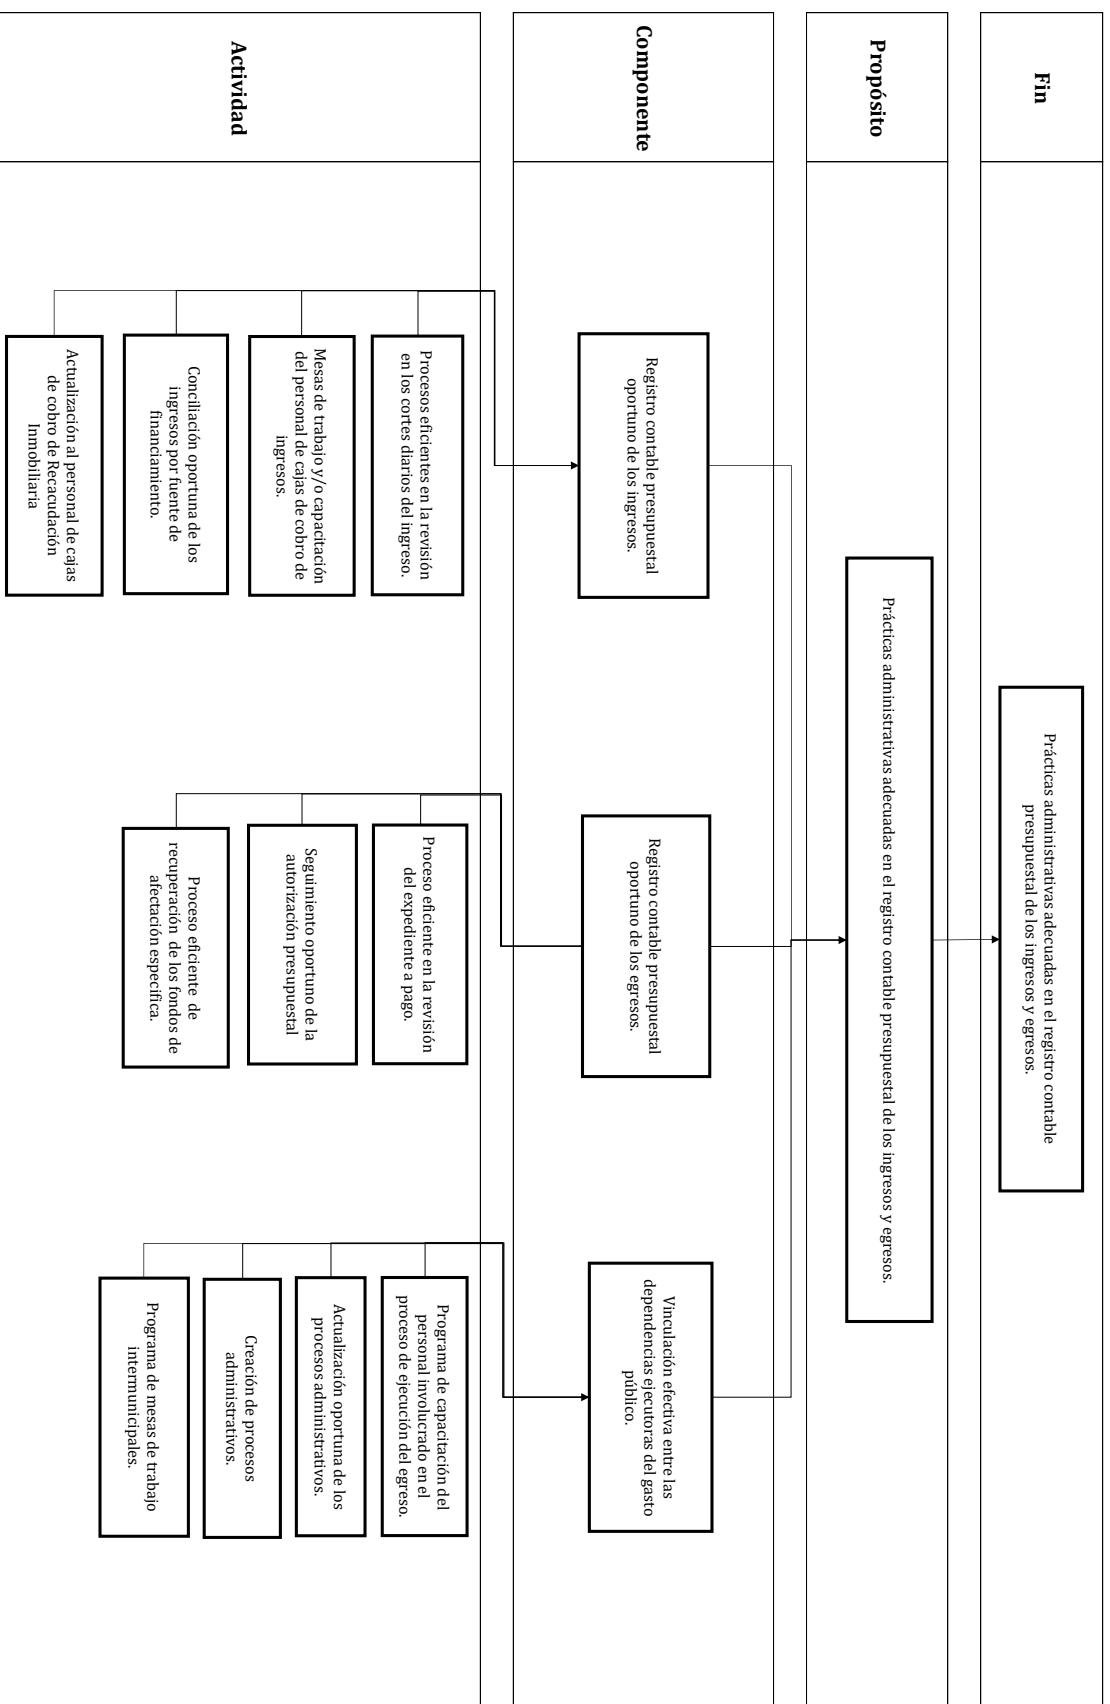 Fin
Prácticas administrativas adecuadas en el registro contable
presupuestal de los ingresos y egresos.
Propósito
Prácticas administrativas adecuadas en el registro contable presupuestal de los ingresos y egresos.
Componente
Registro contable presupuestal
oportuno de los ingresos.
Registro contable presupuestal
oportuno de los egresos.
Vinculación efectiva entre las
dependencias ejecutoras del gasto
público.
Actividad
Procesos eficientes en la revisión
en los cortes diarios del ingreso.
Mesas de trabajo y/o capacitación
del personal de cajas de cobro de
ingresos.
Conciliación oportuna de los
ingresos por fuente de
financiamiento.
Actualización al personal de cajas
de cobro de Recacudación
Inmobiliaria
Proceso eficiente en la revisión
del expediente a pago.
Seguimiento oportuno de la
autorización presupuestal
Proceso eficiente de
recuperación de los fondos de
afectación especifica.
Programa de capacitación del
personal involucrado en el
proceso de ejecución del egreso.
Actualización oportuna de los
procesos administrativos.
Creación de procesos
administrativos.
Programa de mesas de trabajo
intermunicipales.